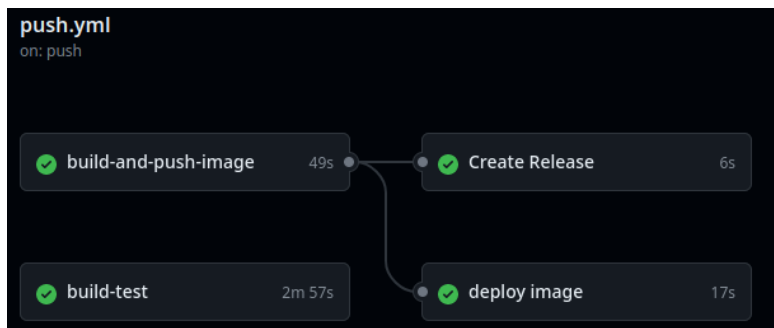 push.yml
on: push
build-and-push-image 49s
Create Release 6s
build-test 2m 57s
deploy image 17s